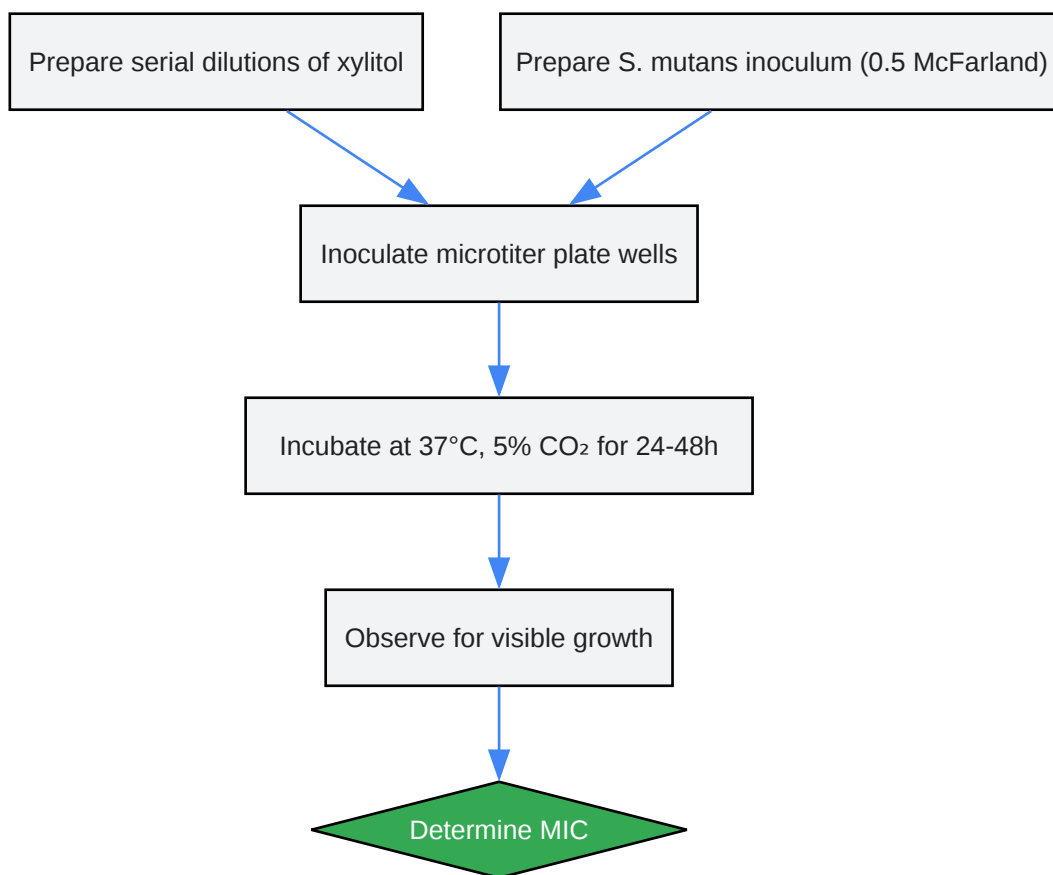 Prepare serial dilutions of xylitol
Prepare S. mutans inoculum (0.5 McFarland)
Inoculate microtiter plate wells
Incubate at 37°C, 5% CO₂ for 24-48h
Observe for visible growth
Determine MIC